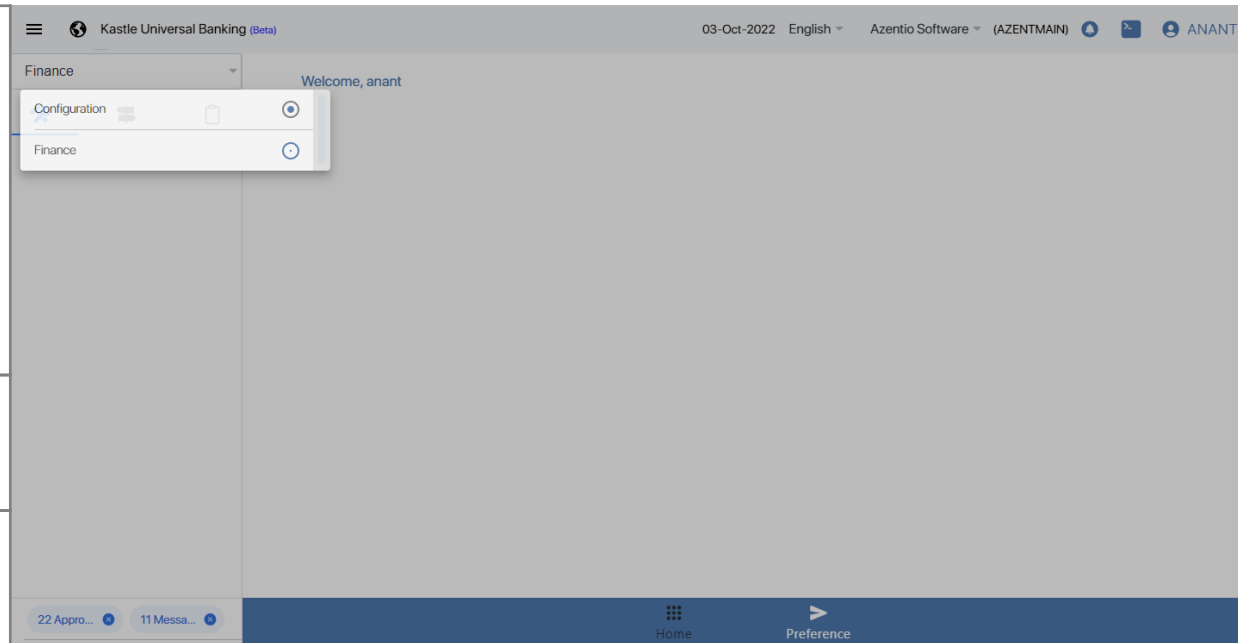 Kastle Universal Banking (Beta) 03-Oct-2022 English Azentio Software (AZENTMAIN) ANANT
Finance
Welcome, anant
Configuration
Finance
22 Appro... 11 Messa...
Home Preference